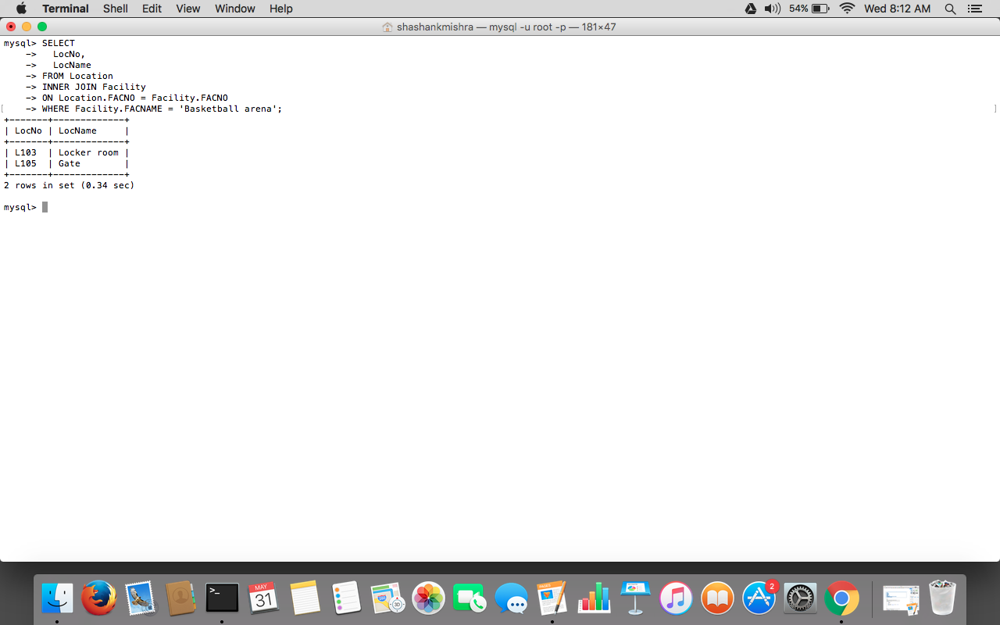 Terminal Shell Edit View Window Help 54% Wed 8:12 AM
shashankmishra — mysql -u root -p — 181×47
mysql> SELECT
    ->   LocNo,
    ->   LocName
    -> FROM Location
    -> INNER JOIN Facility
    -> ON Location.FACNO = Facility.FACNO
[    -> WHERE Facility.FACNAME = 'Basketball arena'; ]
+-------+-------------+
| LocNo | LocName     |
+-------+-------------+
| L103  | Locker room |
| L105  | Gate        |
+-------+-------------+
2 rows in set (0.34 sec)
mysql>
>_
MAY
31
3D
PAGES
2